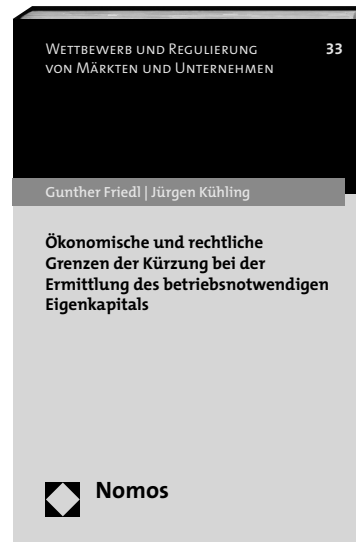 Wettbewerb und Regulierung 33
von Märkten und Unternehmen
Gunther Friedl | Jürgen Kühling
Ökonomische und rechtliche
Grenzen der Kürzung bei der
Ermittlung des betriebsnotwendigen
Eigenkapitals
Nomos